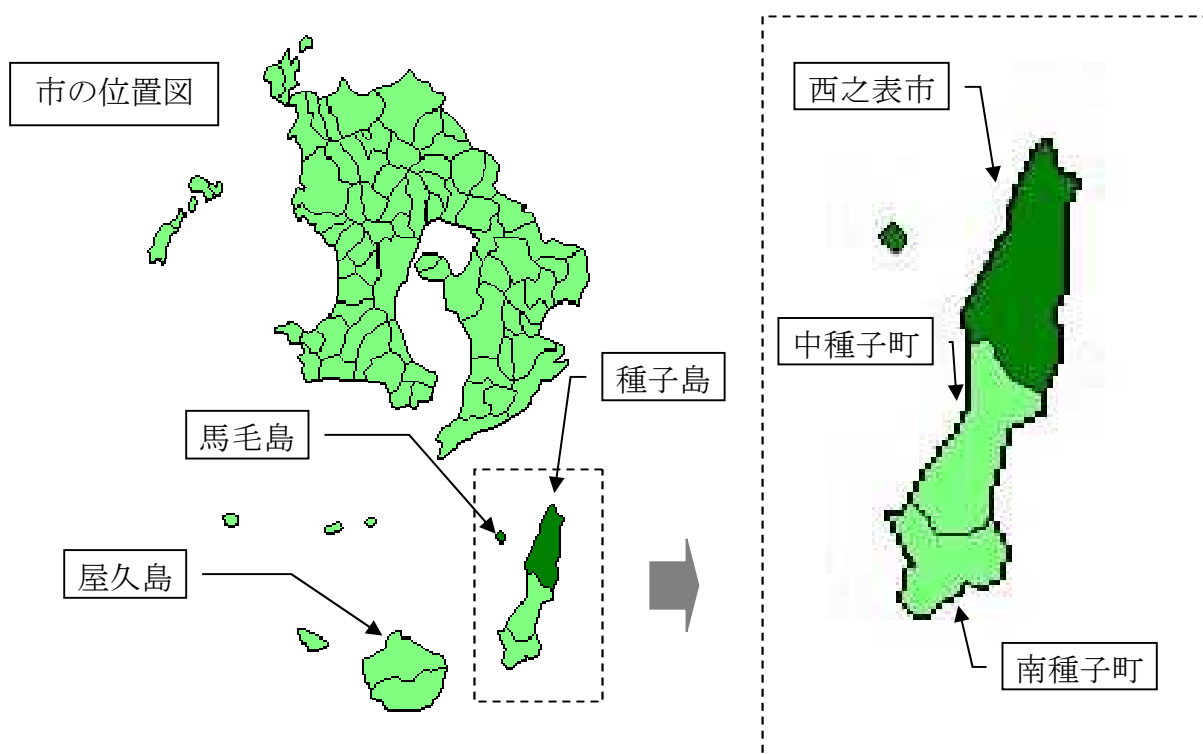 市の位置図
西之表市
中種子町
種子島
馬毛島
屋久島
南種子町